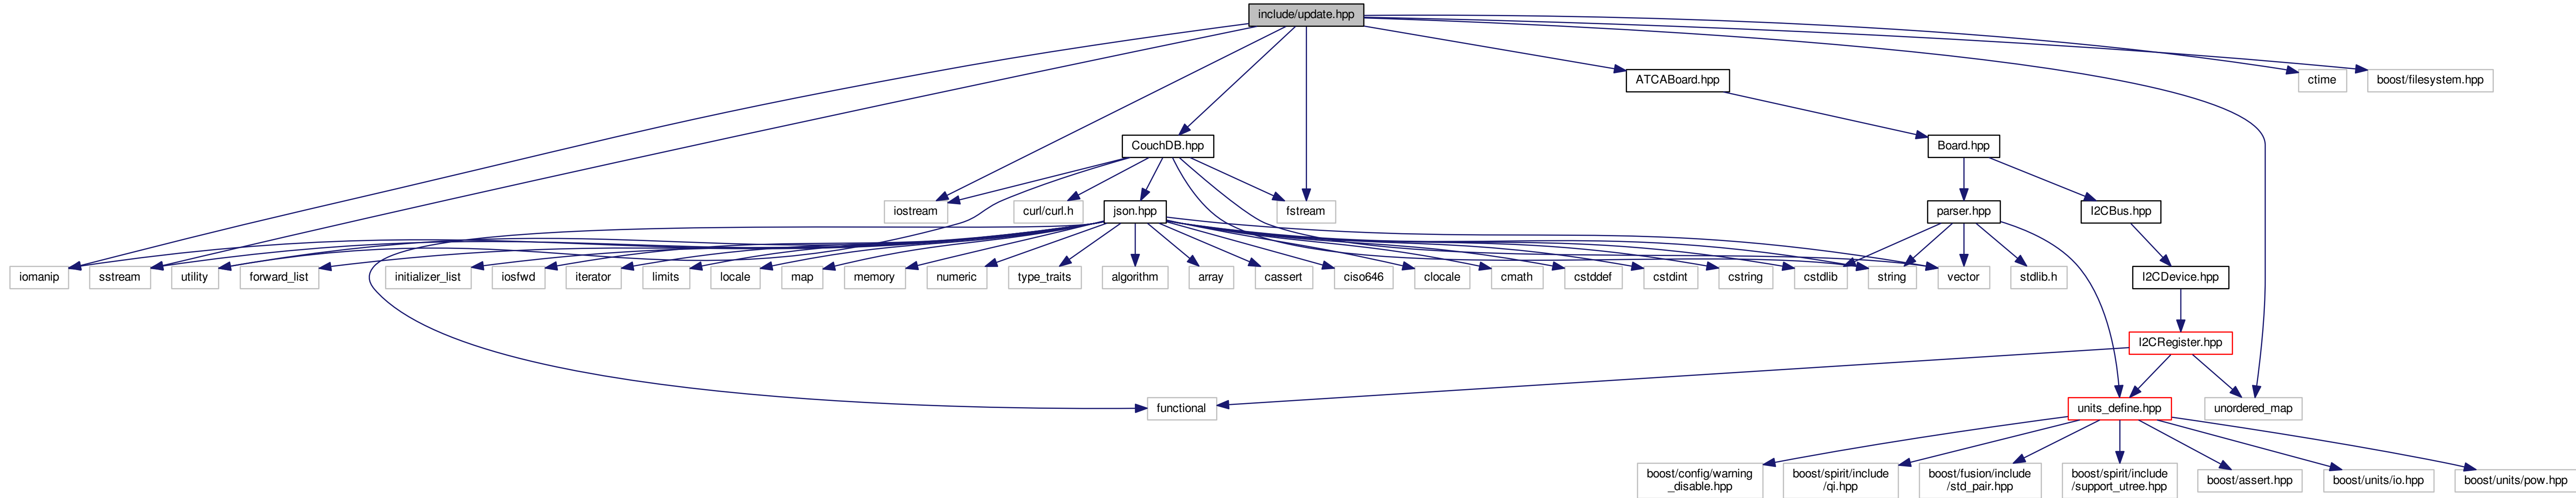 include/update.hpp
ATCABoard.hpp
ctime
boost/filesystem.hpp
CouchDB.hpp
Board.hpp
iostream
curl/curl.h
json.hpp
fstream
parser.hpp
I2CBus.hpp
iomanip
sstream
utility
forward_list
initializer_list
iosfwd
iterator
limits
locale
map
memory
numeric
type_traits
algorithm
array
cassert
ciso646
clocale
cmath
cstddef
cstdint
cstring
cstdlib
string
vector
stdlib.h
I2CDevice.hpp
I2CRegister.hpp
functional
units_define.hpp
unordered_map
boost/config/warning
_disable.hpp
boost/spirit/include
/qi.hpp
boost/fusion/include
/std_pair.hpp
boost/spirit/include
/support_utree.hpp
boost/assert.hpp
boost/units/io.hpp
boost/units/pow.hpp